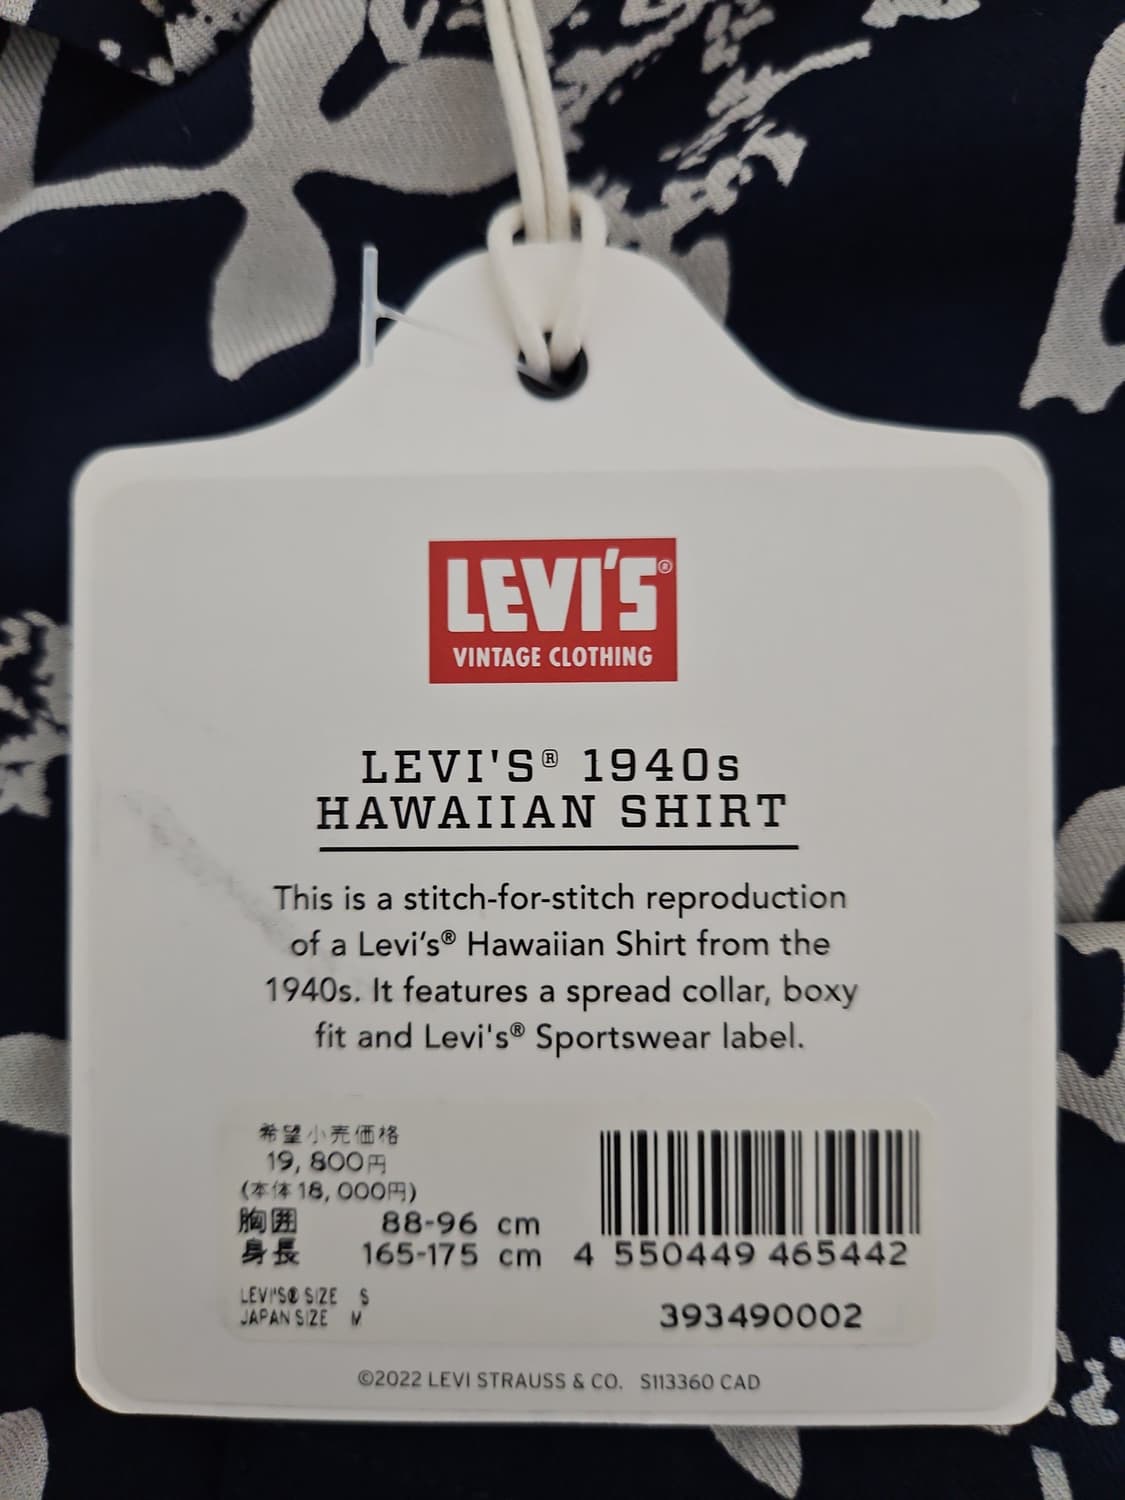 LEVI'S®
VINTAGE CLOTHING
LEVI'S® 1940s
HAWAIIAN SHIRT
This is a stitch-for-stitch reproduction
of a Levi's® Hawaiian Shirt from the
1940s. It features a spread collar, boxy
fit and Levi's® Sportswear label.
希望小売価格
19,800円
(本体18,000円)
胸囲 88-96 cm
身長 165-175 cm
LEVI'S® SIZE S
JAPAN SIZE M
4 550449 465442
393490002
©2022 LEVI STRAUSS & CO. S113360 CAD